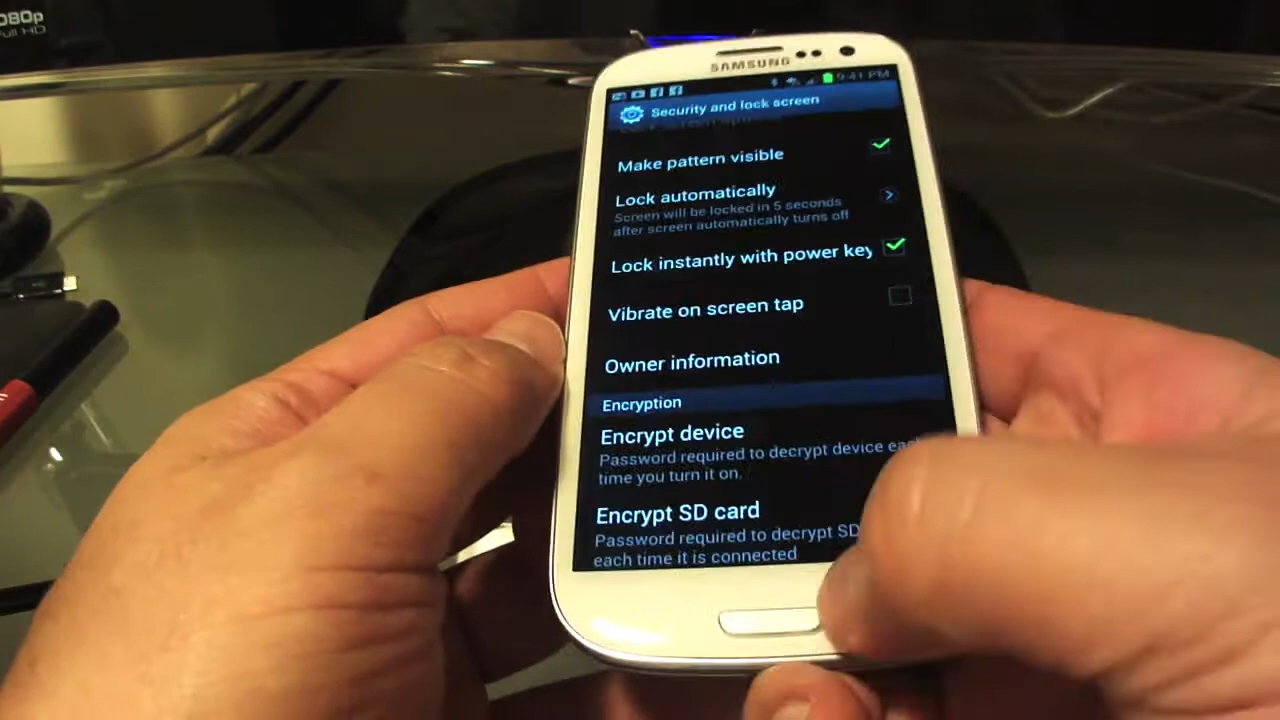 080p
Full HD
SAMSUNG
9:41 PM
Security and lock screen
Make pattern visible
Lock automatically
Screen will be locked in 5 seconds
after screen automatically turns off
Lock instantly with power key
Vibrate on screen tap
Owner information
Encryption
Encrypt device
Password required to decrypt device each
time you turn it on.
Encrypt SD card
Password required to decrypt SD
each time it is connected